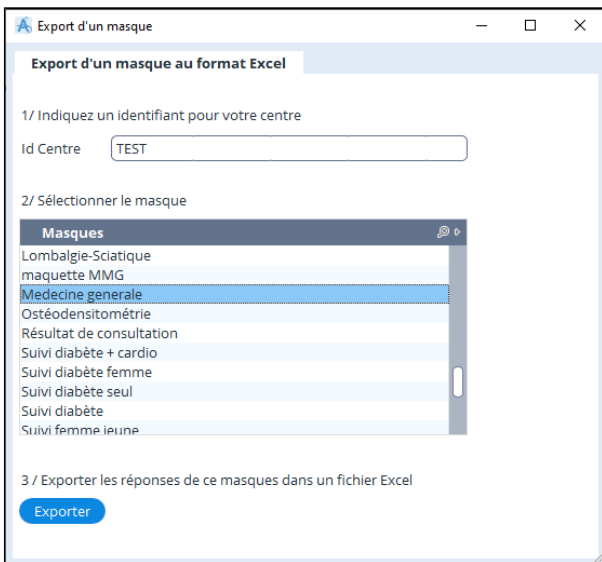 Export d'un masque
Export d'un masque au format Excel
1/ Indiquez un identifiant pour votre centre
Id Centre TEST
2/ Sélectionner le masque
Masques
Lombalgie-Sciatique
maquette MMG
Medecine generale
Ostéodensitométrie
Résultat de consultation
Suivi diabète + cardio
Suivi diabète femme
Suivi diabète seul
Suivi diabète
Suivi femme jeune
3 / Exporter les réponses de ce masques dans un fichier Excel
Exporter